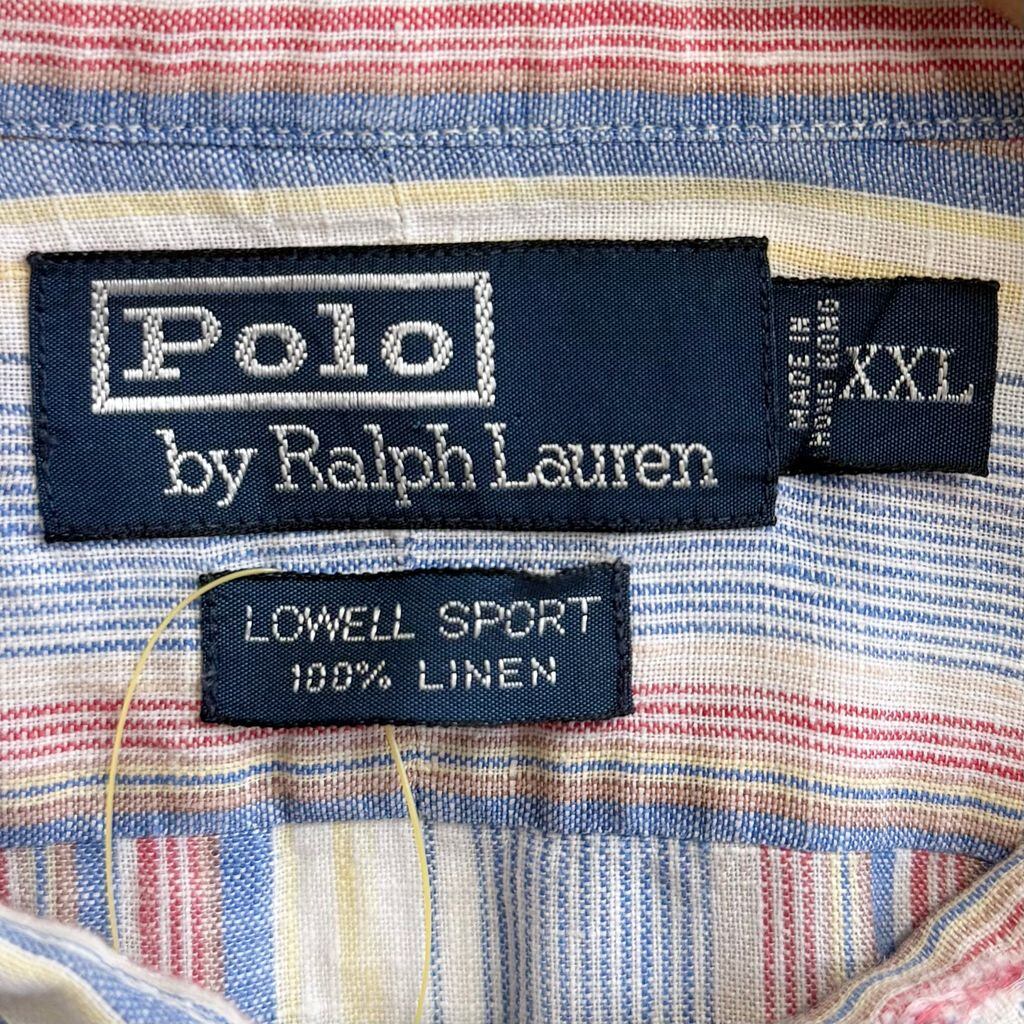 Polo
by Ralph Lauren
MADE IN
HONG KONG
XXL
LOWELL SPORT
100% LINEN